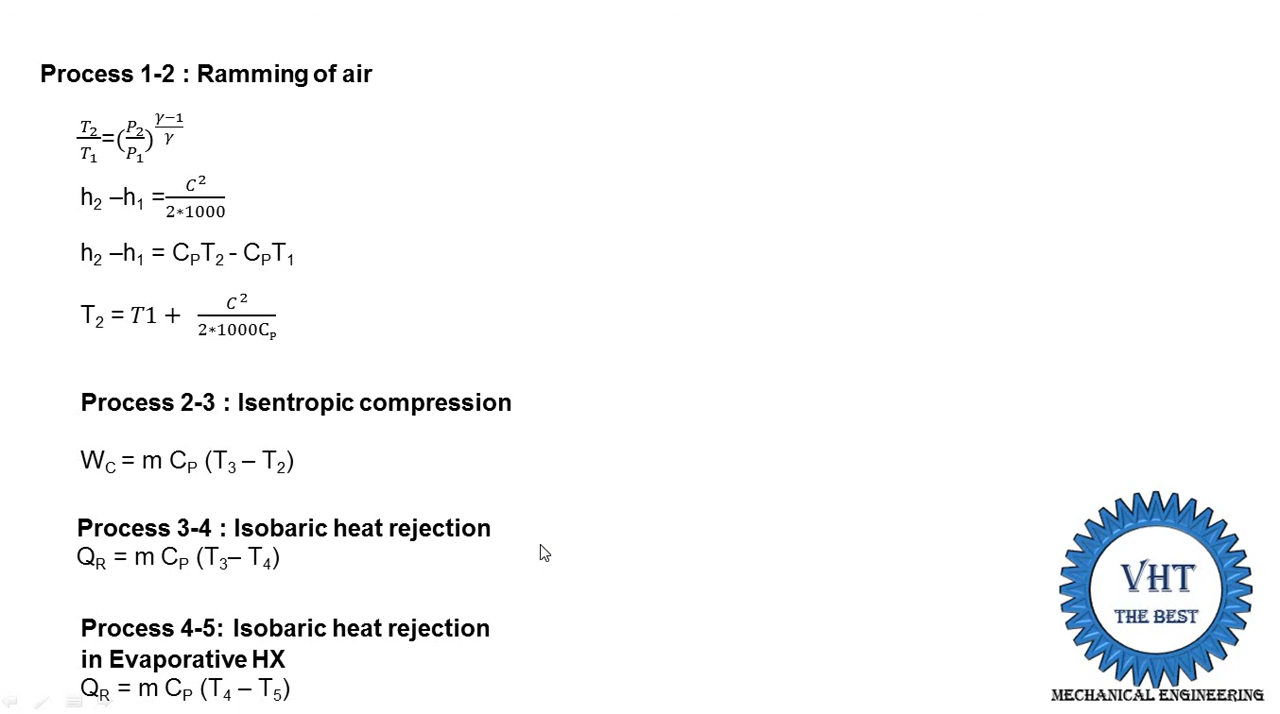 Process 1-2 : Ramming of air
T₂/T₁=(P₂/P₁)^((γ−1)/γ)
h₂ –h₁ =C²/(2*1000)
h₂ –h₁ = CₚT₂ - CₚT₁
T₂ = T1 + C²/(2*1000Cₚ)
Process 2-3 : Isentropic compression
W_C = m Cₚ (T₃ – T₂)
Process 3-4 : Isobaric heat rejection
Q_R = m Cₚ (T₃– T₄)
Process 4-5: Isobaric heat rejection
in Evaporative HX
Q_R = m Cₚ (T₄ – T₅)
VHT
THE BEST
MECHANICAL ENGINEERING